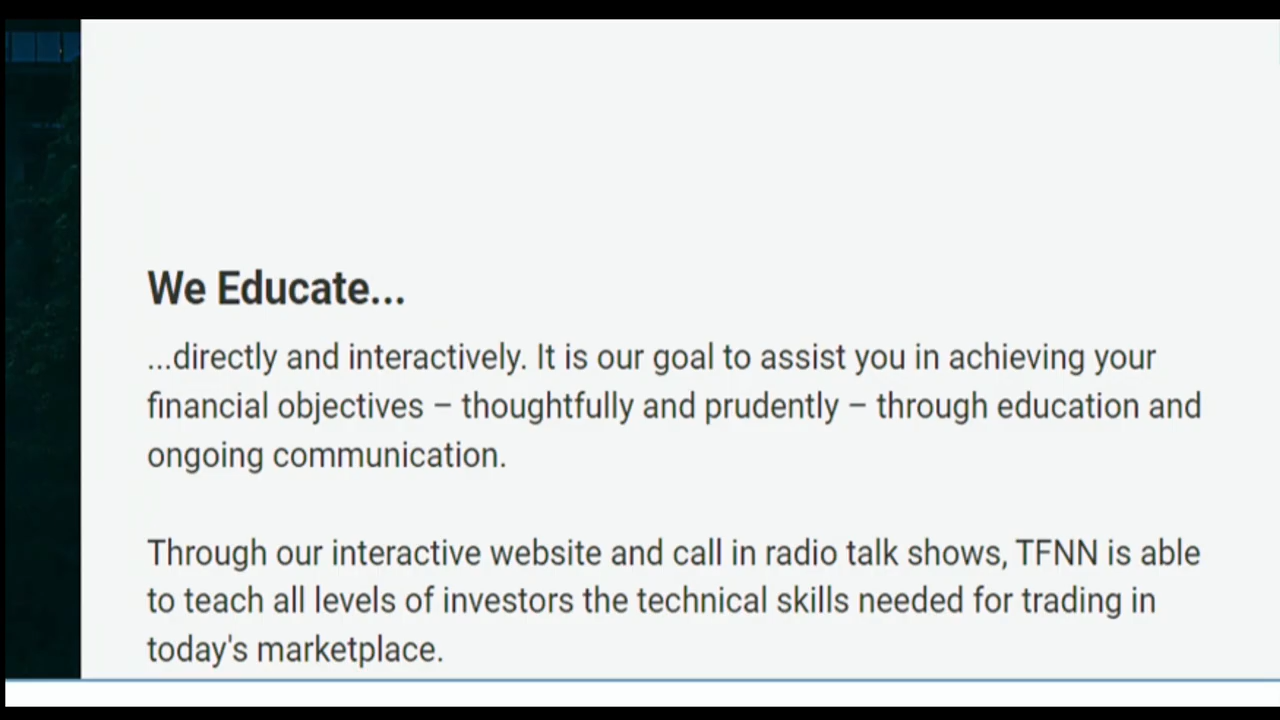 We Educate...
...directly and interactively. It is our goal to assist you in achieving your
financial objectives – thoughtfully and prudently – through education and
ongoing communication.
Through our interactive website and call in radio talk shows, TFNN is able
to teach all levels of investors the technical skills needed for trading in
today's marketplace.